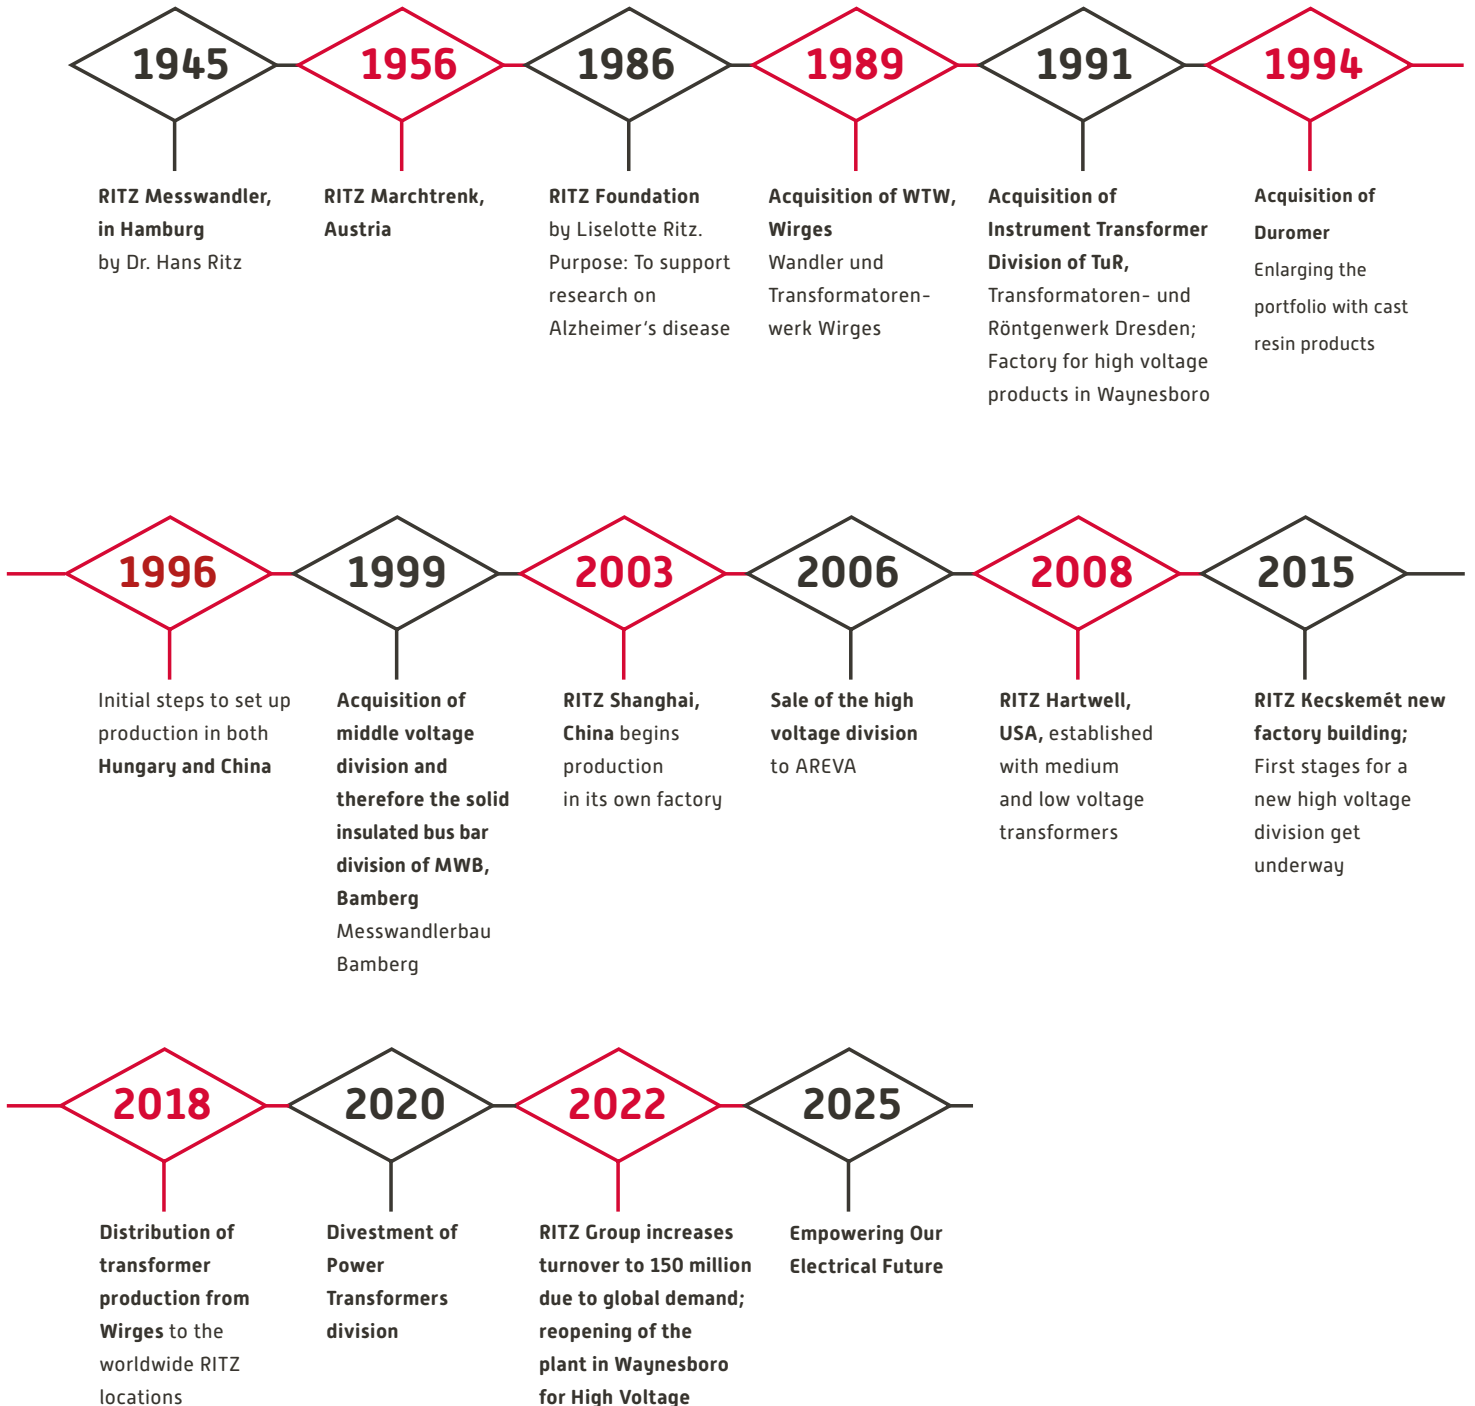 1945
RITZ Messwandler,
in Hamburg
by Dr. Hans Ritz
1956
RITZ Marchtrenk,
Austria
1986
RITZ Foundation
by Liselotte Ritz.
Purpose: To support
research on
Alzheimer's disease
1989
Acquisition of WTW,
Wirges
Wandler und
Transformatoren-
werk Wirges
1991
Acquisition of
Instrument Transformer
Division of TuR,
Transformatoren- und
Röntgenwerk Dresden;
Factory for high voltage
products in Waynesboro
1994
Acquisition of
Duromer
Enlarging the
portfolio with cast
resin products
1996
Initial steps to set up
production in both
Hungary and China
1999
Acquisition of
middle voltage
division and
therefore the solid
insulated bus bar
division of MWB,
Bamberg
Messwandlerbau
Bamberg
2003
RITZ Shanghai,
China begins
production
in its own factory
2006
Sale of the high
voltage division
to AREVA
2008
RITZ Hartwell,
USA, established
with medium
and low voltage
transformers
2015
RITZ Kecskemét new
factory building;
First stages for a
new high voltage
division get
underway
2018
Distribution of
transformer
production from
Wirges to the
worldwide RITZ
locations
2020
Divestment of
Power
Transformers
division
2022
RITZ Group increases
turnover to 150 million
due to global demand;
reopening of the
plant in Waynesboro
for High Voltage
2025
Empowering Our
Electrical Future